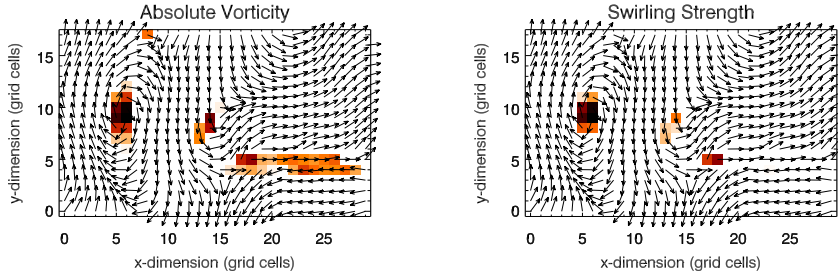 Absolute Vorticity
y-dimension (grid cells)
15
10
5
0
0 5 10 15 20 25
x-dimension (grid cells)
Swirling Strength
y-dimension (grid cells)
15
10
5
0
0 5 10 15 20 25
x-dimension (grid cells)